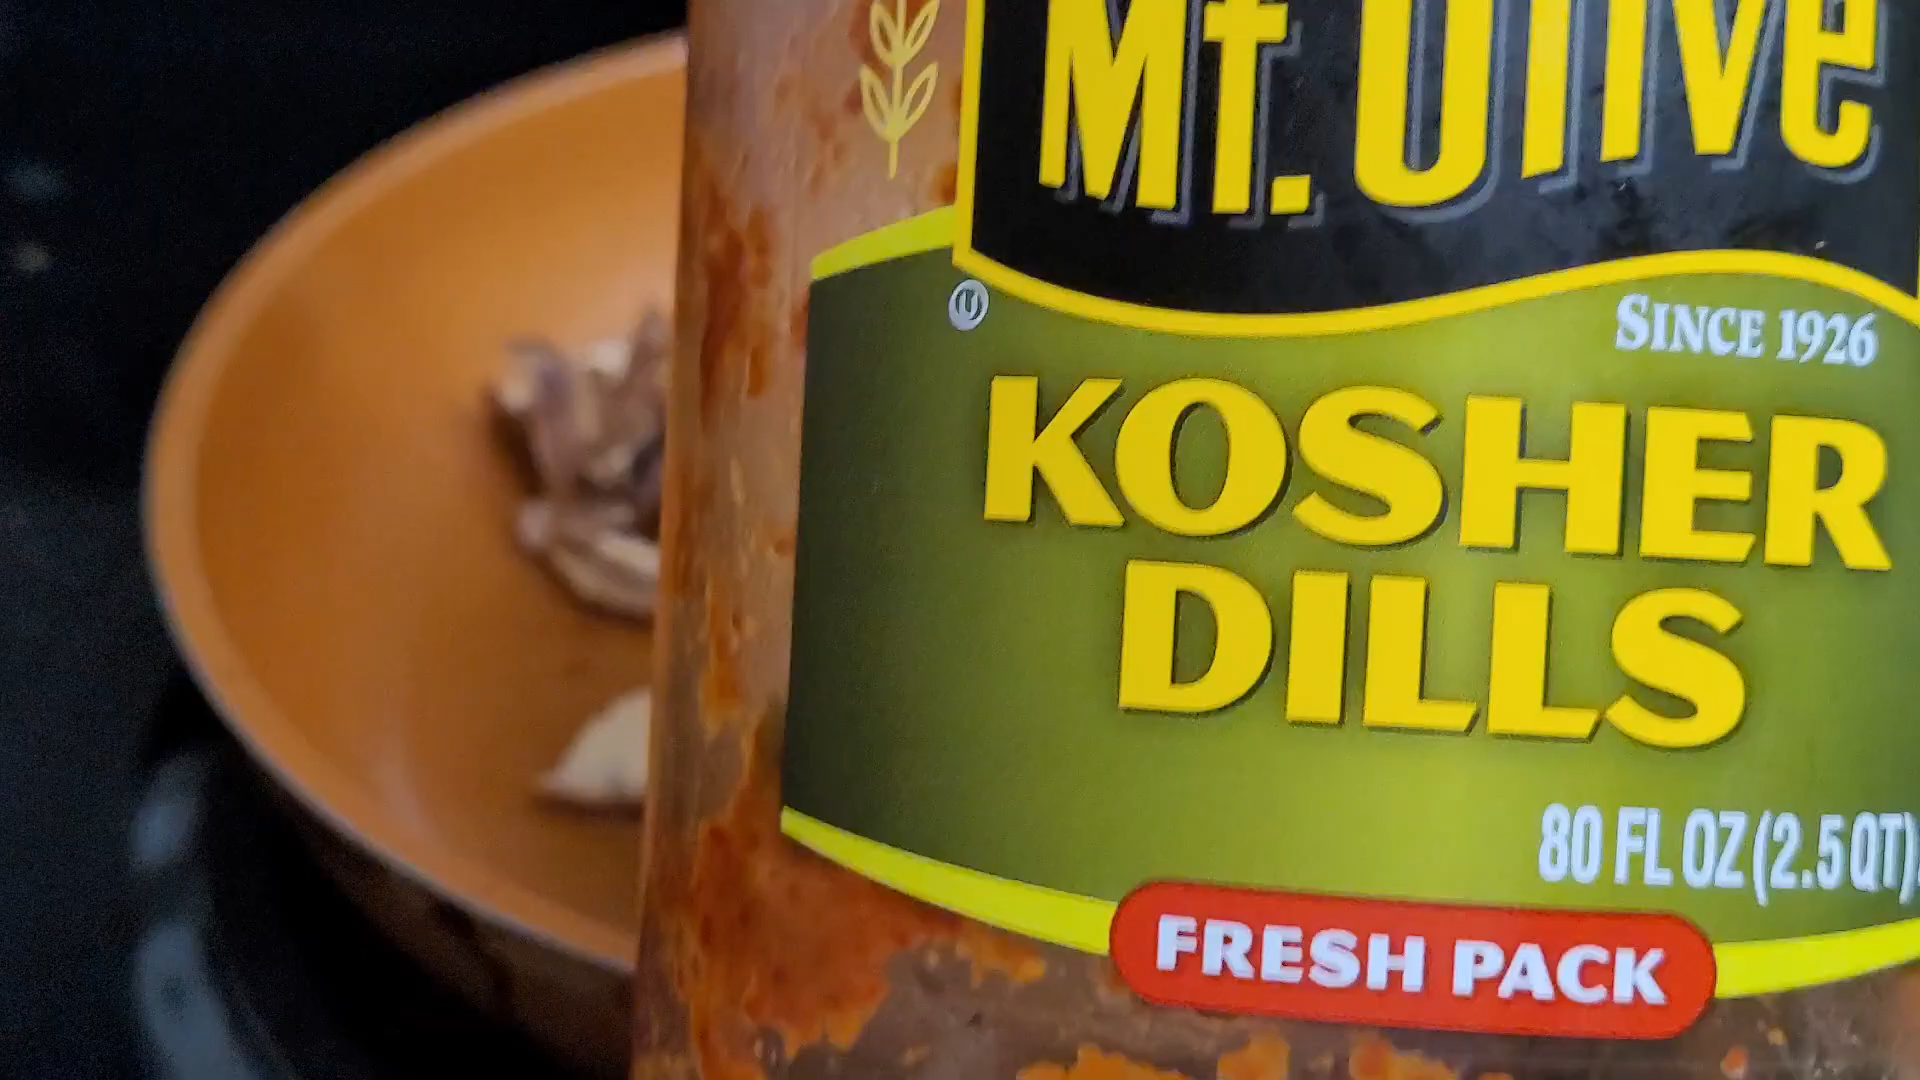 Mt. Olive
SINCE 1926
KOSHER
DILLS
80 FL OZ (2.5 QT)
FRESH PACK